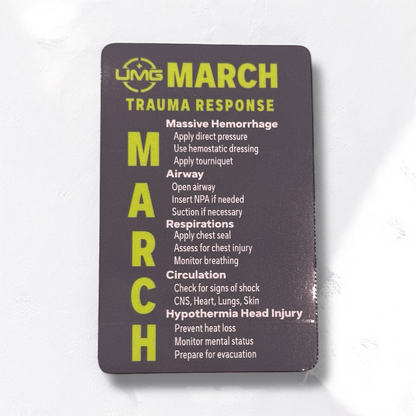 UMG MARCH
TRAUMA RESPONSE
M
A
R
C
H
Massive Hemorrhage
Apply direct pressure
Use hemostatic dressing
Apply tourniquet
Airway
Open airway
Insert NPA if needed
Suction if necessary
Respirations
Apply chest seal
Assess for chest injury
Monitor breathing
Circulation
Check for signs of shock
CNS, Heart, Lungs, Skin
Hypothermia Head Injury
Prevent heat loss
Monitor mental status
Prepare for evacuation